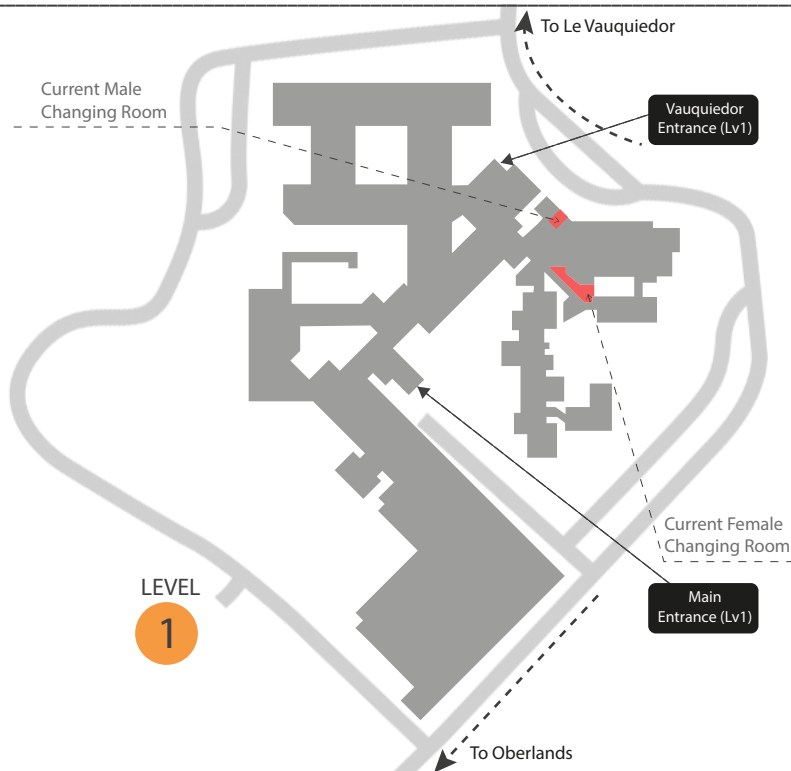 To Le Vauquiedor
Current Male
Changing Room
Vauquiedor
Entrance (Lv1)
Current Female
Changing Room
LEVEL
1
Main
Entrance (Lv1)
To Oberlands